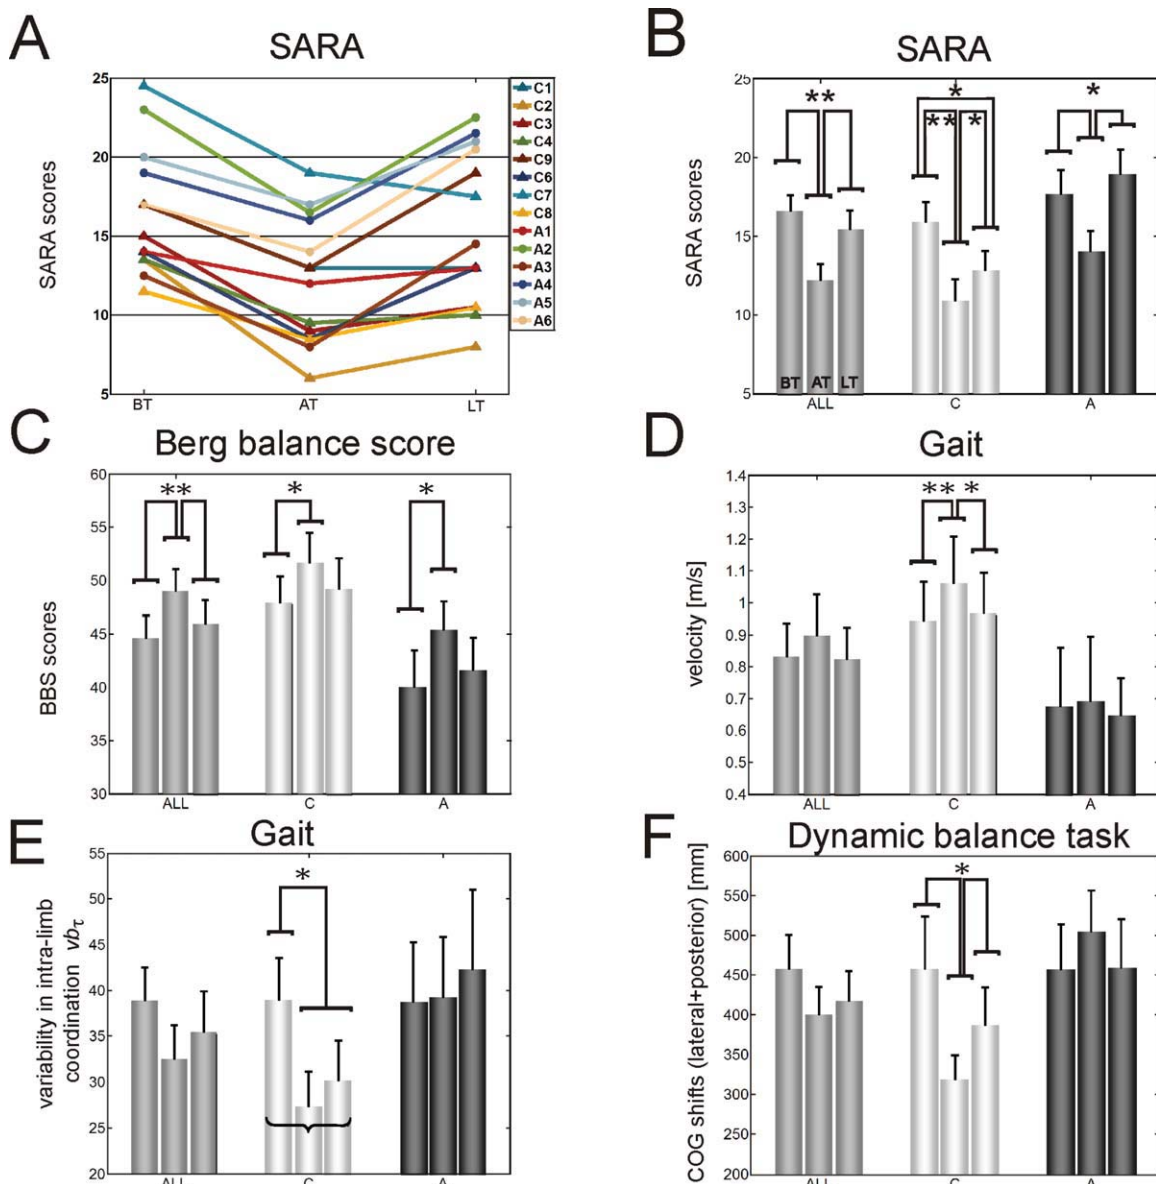 A
SARA
SARA scores
25
20
15
10
5
BT
AT
LT
C1
C2
C3
C4
C9
C6
C7
C8
A1
A2
A3
A4
A5
A6
B
SARA
SARA scores
25
20
15
10
5
**
*
** *
*
BT AT LT
ALL
C
A
C
Berg balance score
BBS scores
60
55
50
45
40
35
30
**
*
*
ALL
C
A
D
Gait
velocity [m/s]
1.4
1.3
1.2
1.1
1
0.9
0.8
0.7
0.6
0.5
0.4
** *
ALL
C
A
E
Gait
variability in intra-limb
coordination vbτ
55
50
45
40
35
30
25
20
*
ALL
C
A
F
Dynamic balance task
COG shifts (lateral+posterior) [mm]
600
550
500
450
400
350
300
250
200
*
ALL
C
A